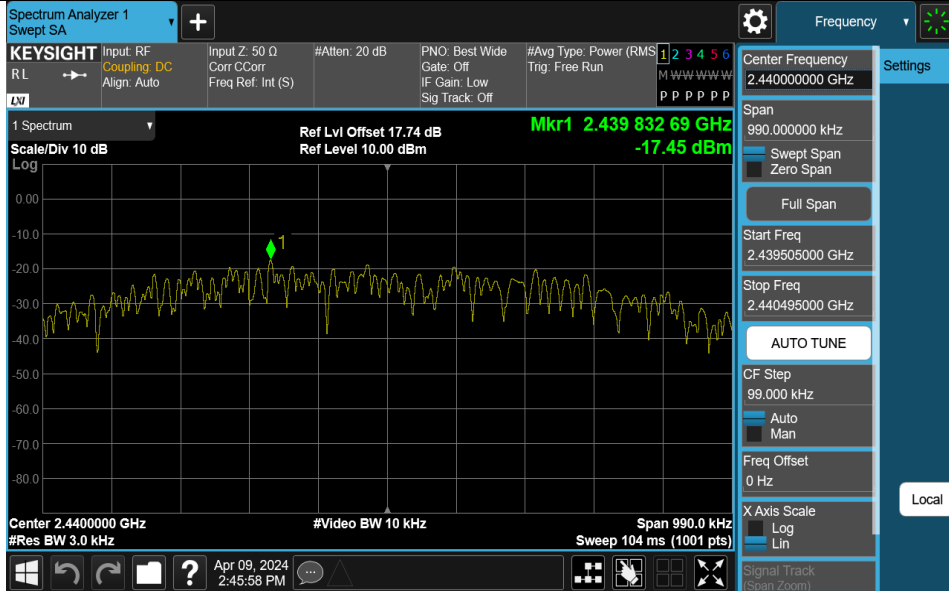 Spectrum Analyzer 1
Swept SA
+
Frequency
KEYSIGHT
RL
LXI
Input: RF
Coupling: DC
Align: Auto
Input Z: 50 Ω
Corr CCorr
Freq Ref: Int (S)
#Atten: 20 dB
PNO: Best Wide
Gate: Off
IF Gain: Low
Sig Track: Off
#Avg Type: Power (RMS
Trig: Free Run
1 2 3 4 5 6
M W W W W W
P P P P P P
1 Spectrum
Scale/Div 10 dB
Log
Ref Lvl Offset 17.74 dB
Ref Level 10.00 dBm
Mkr1 2.439 832 69 GHz
-17.45 dBm
0.00
-10.0
-20.0
-30.0
-40.0
-50.0
-60.0
-70.0
-80.0
1
Center 2.4400000 GHz
#Res BW 3.0 kHz
#Video BW 10 kHz
Span 990.0 kHz
Sweep 104 ms (1001 pts)
Center Frequency
2.440000000 GHz
Span
990.000000 kHz
Swept Span
Zero Span
Full Span
Start Freq
2.439505000 GHz
Stop Freq
2.440495000 GHz
AUTO TUNE
CF Step
99.000 kHz
Auto
Man
Freq Offset
0 Hz
X Axis Scale
Log
Lin
Signal Track
(Span Zoom)
Settings
Local
?
Apr 09, 2024
2:45:58 PM